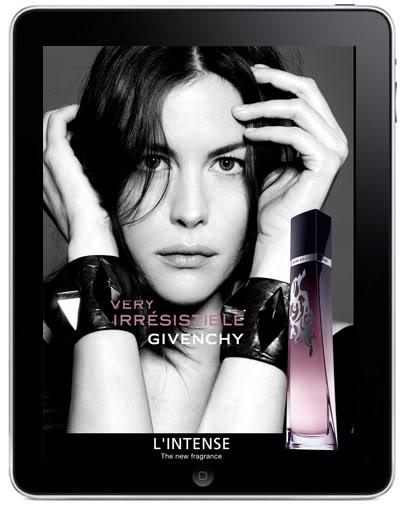 VERY
IRRÉSISTIBLE
GIVENCHY
L'INTENSE
The new fragrance